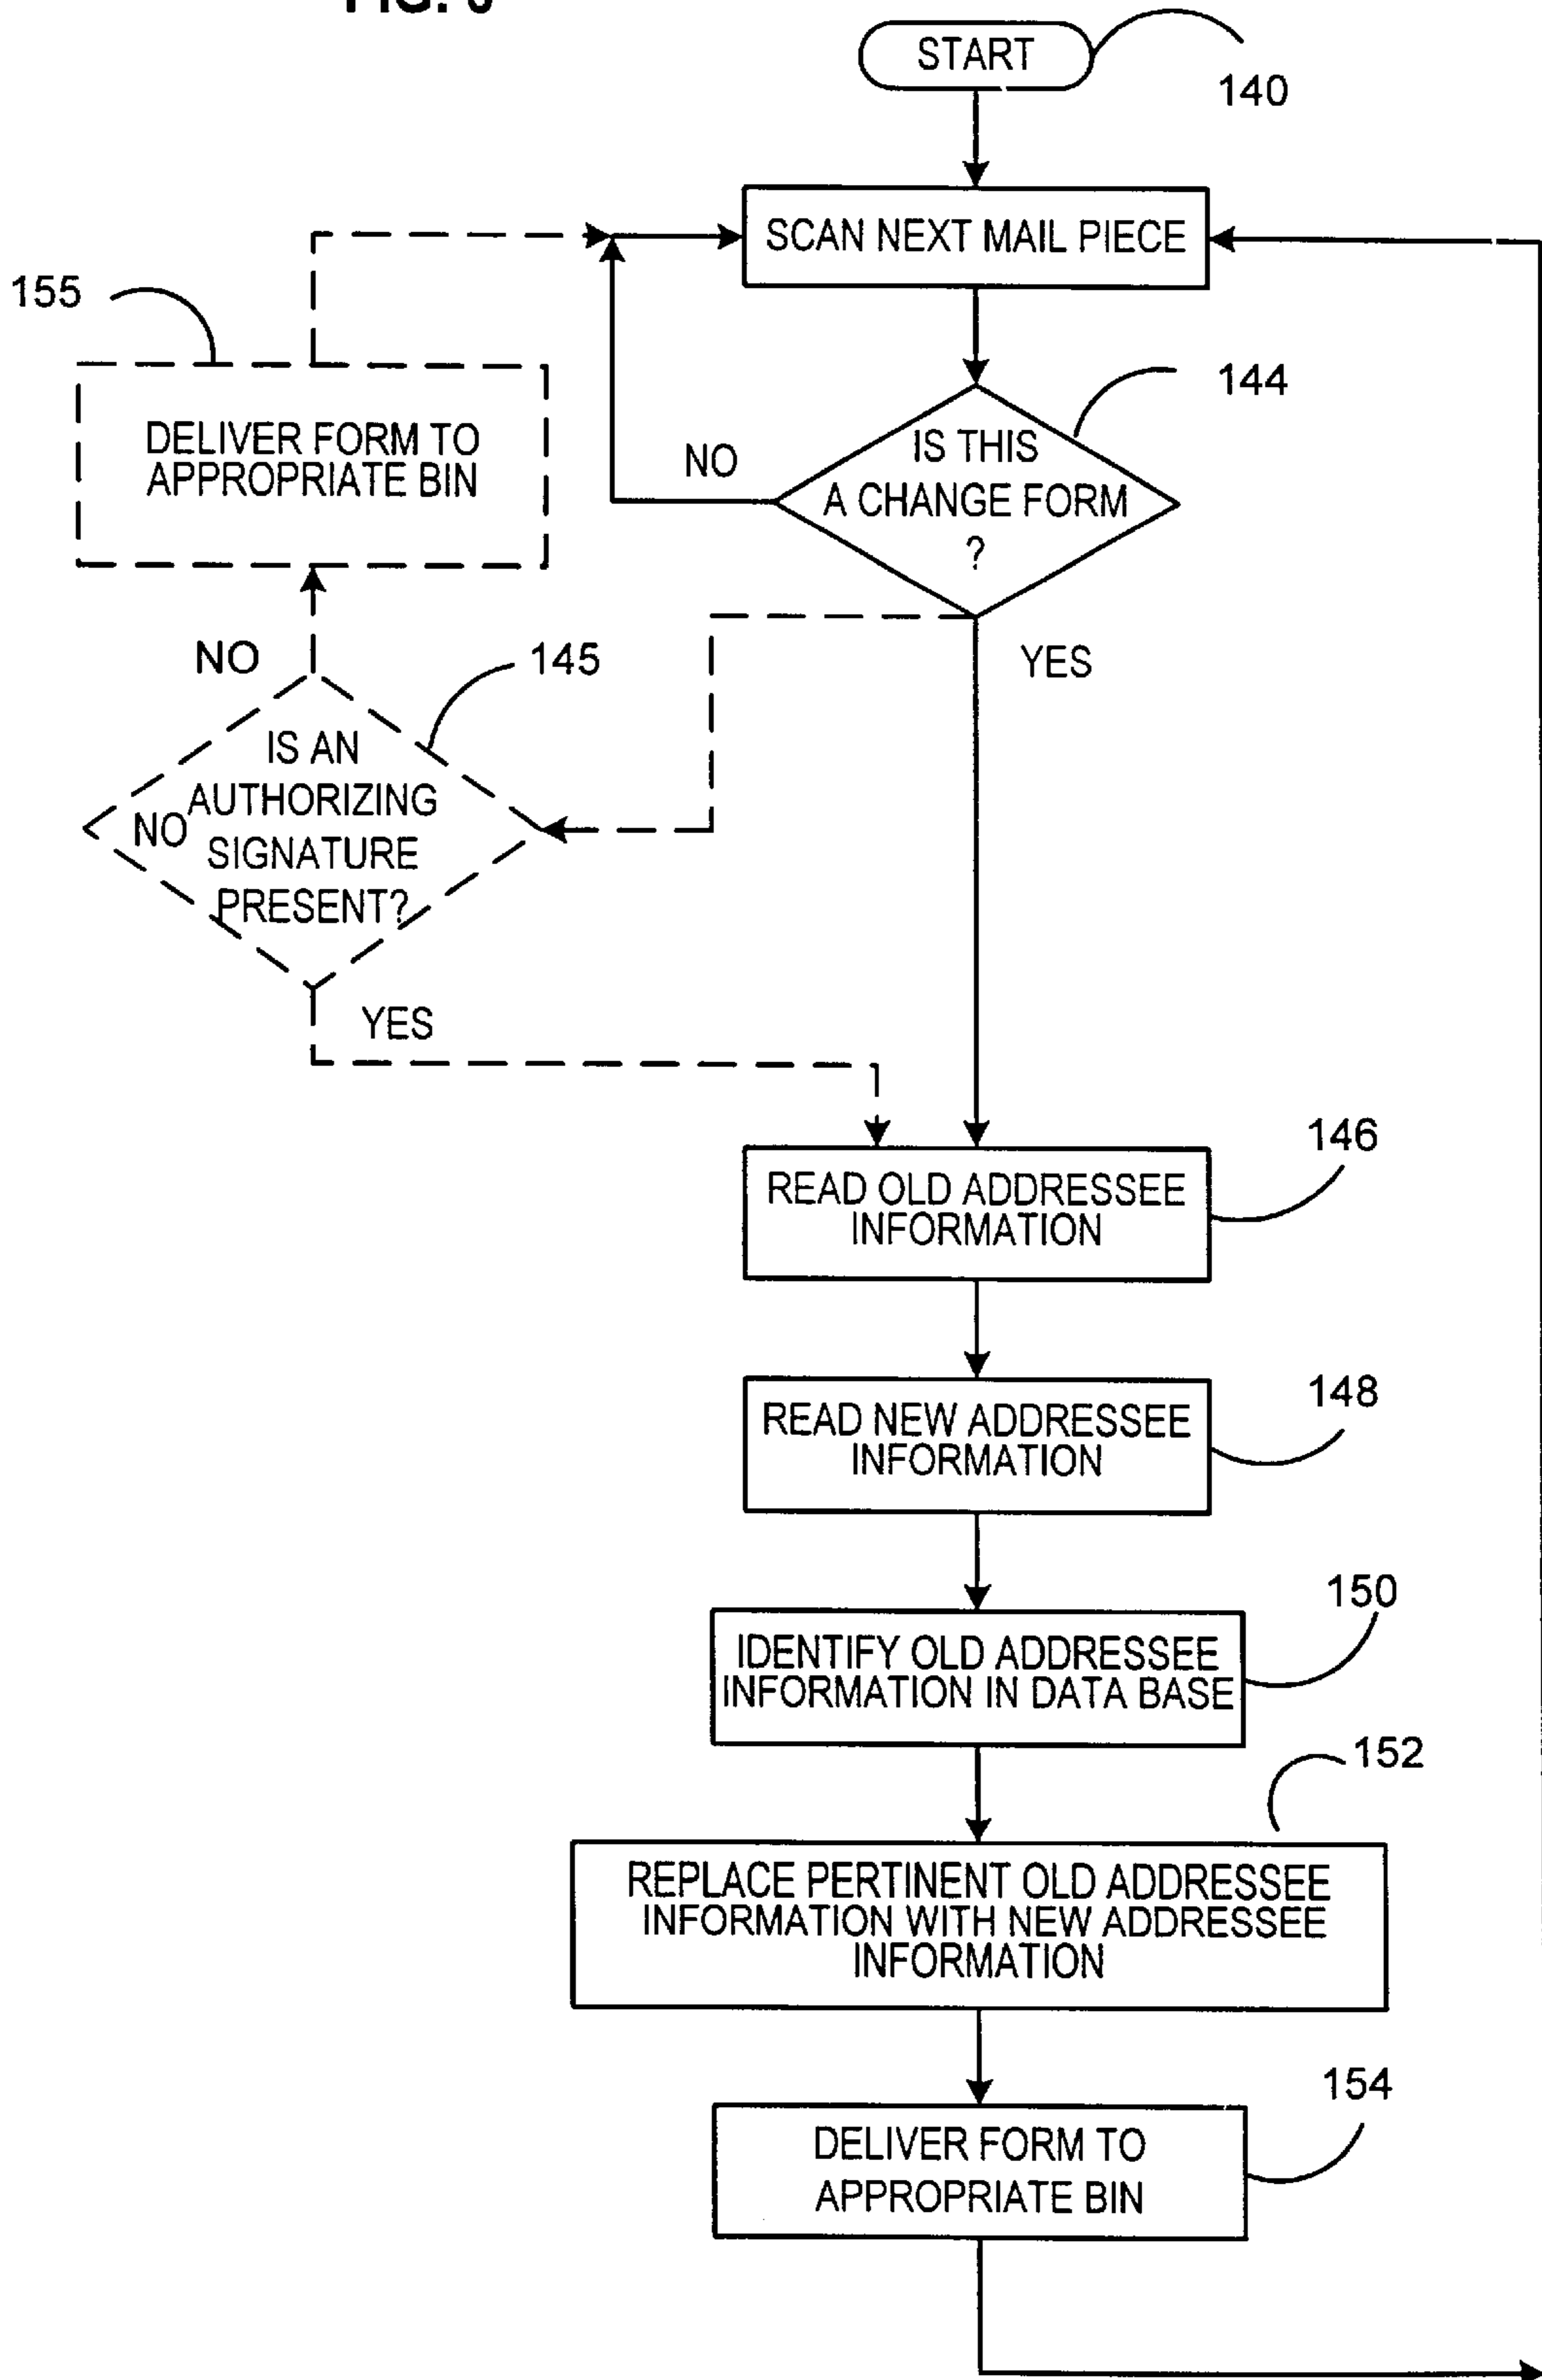 START
140
SCAN NEXT MAIL PIECE
155
144
IS THIS
A CHANGE FORM
?
NO
DELIVER FORM TO
APPROPRIATE BIN
NO
145
YES
IS AN
AUTHORIZING
NO
SIGNATURE
PRESENT?
YES
146
READ OLD ADDRESSEE
INFORMATION
148
READ NEW ADDRESSEE
INFORMATION
150
IDENTIFY OLD ADDRESSEE
INFORMATION IN DATA BASE
152
REPLACE PERTINENT OLD ADDRESSEE
INFORMATION WITH NEW ADDRESSEE
INFORMATION
154
DELIVER FORM TO
APPROPRIATE BIN